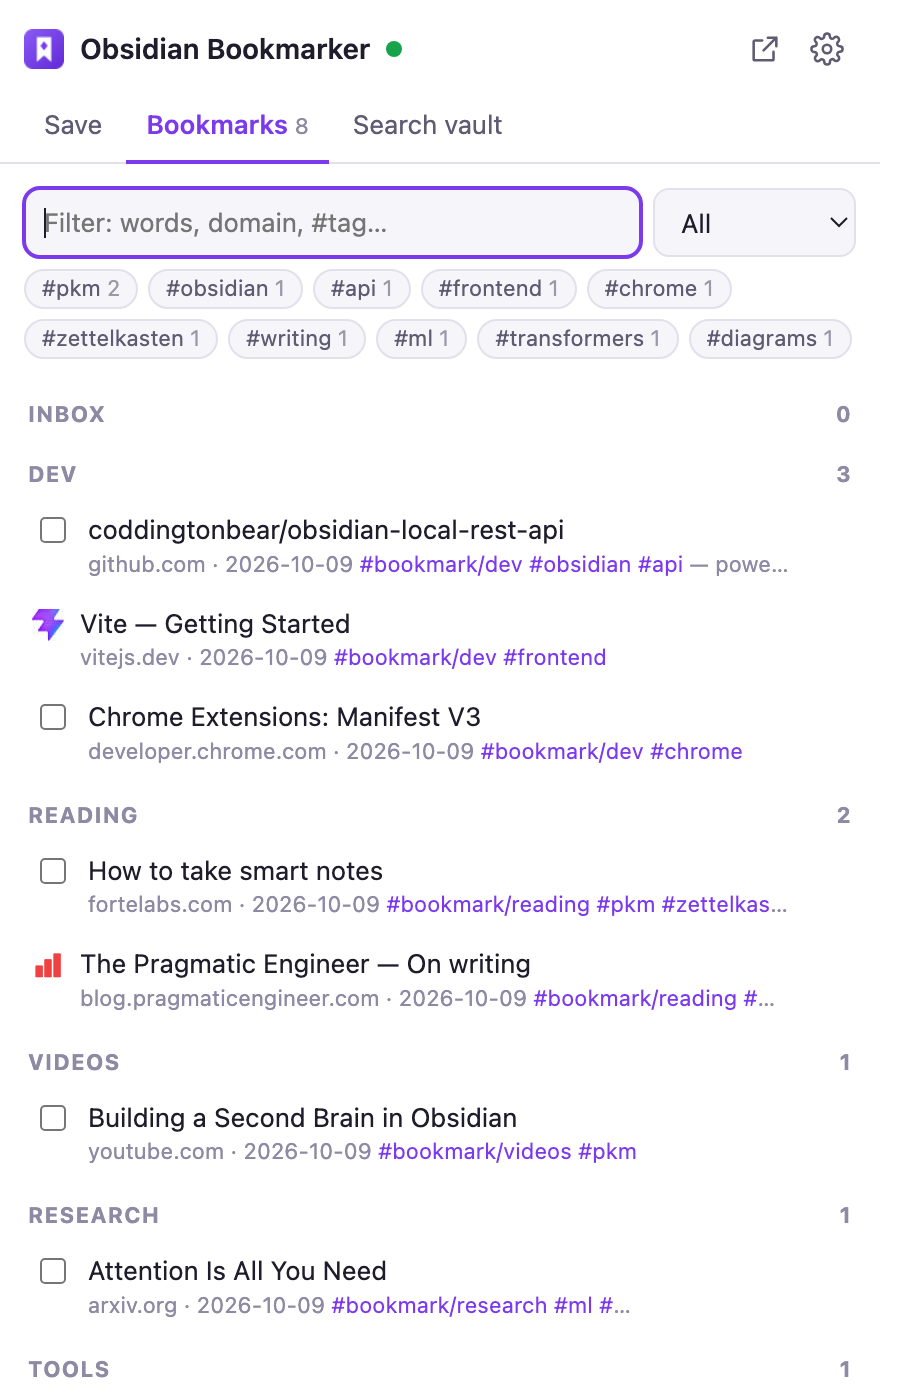 Obsidian Bookmarker
Save Bookmarks 8 Search vault
Filter: words, domain, #tag... All
#pkm 2 #obsidian 1 #api 1 #frontend 1 #chrome 1
#zettelkasten 1 #writing 1 #ml 1 #transformers 1 #diagrams 1
INBOX 0
DEV 3
coddingtonbear/obsidian-local-rest-api
github.com · 2026-10-09 #bookmark/dev #obsidian #api — powe...
Vite — Getting Started
vitejs.dev · 2026-10-09 #bookmark/dev #frontend
Chrome Extensions: Manifest V3
developer.chrome.com · 2026-10-09 #bookmark/dev #chrome
READING 2
How to take smart notes
fortelabs.com · 2026-10-09 #bookmark/reading #pkm #zettelkas...
The Pragmatic Engineer — On writing
blog.pragmaticengineer.com · 2026-10-09 #bookmark/reading #...
VIDEOS 1
Building a Second Brain in Obsidian
youtube.com · 2026-10-09 #bookmark/videos #pkm
RESEARCH 1
Attention Is All You Need
arxiv.org · 2026-10-09 #bookmark/research #ml #...
TOOLS 1